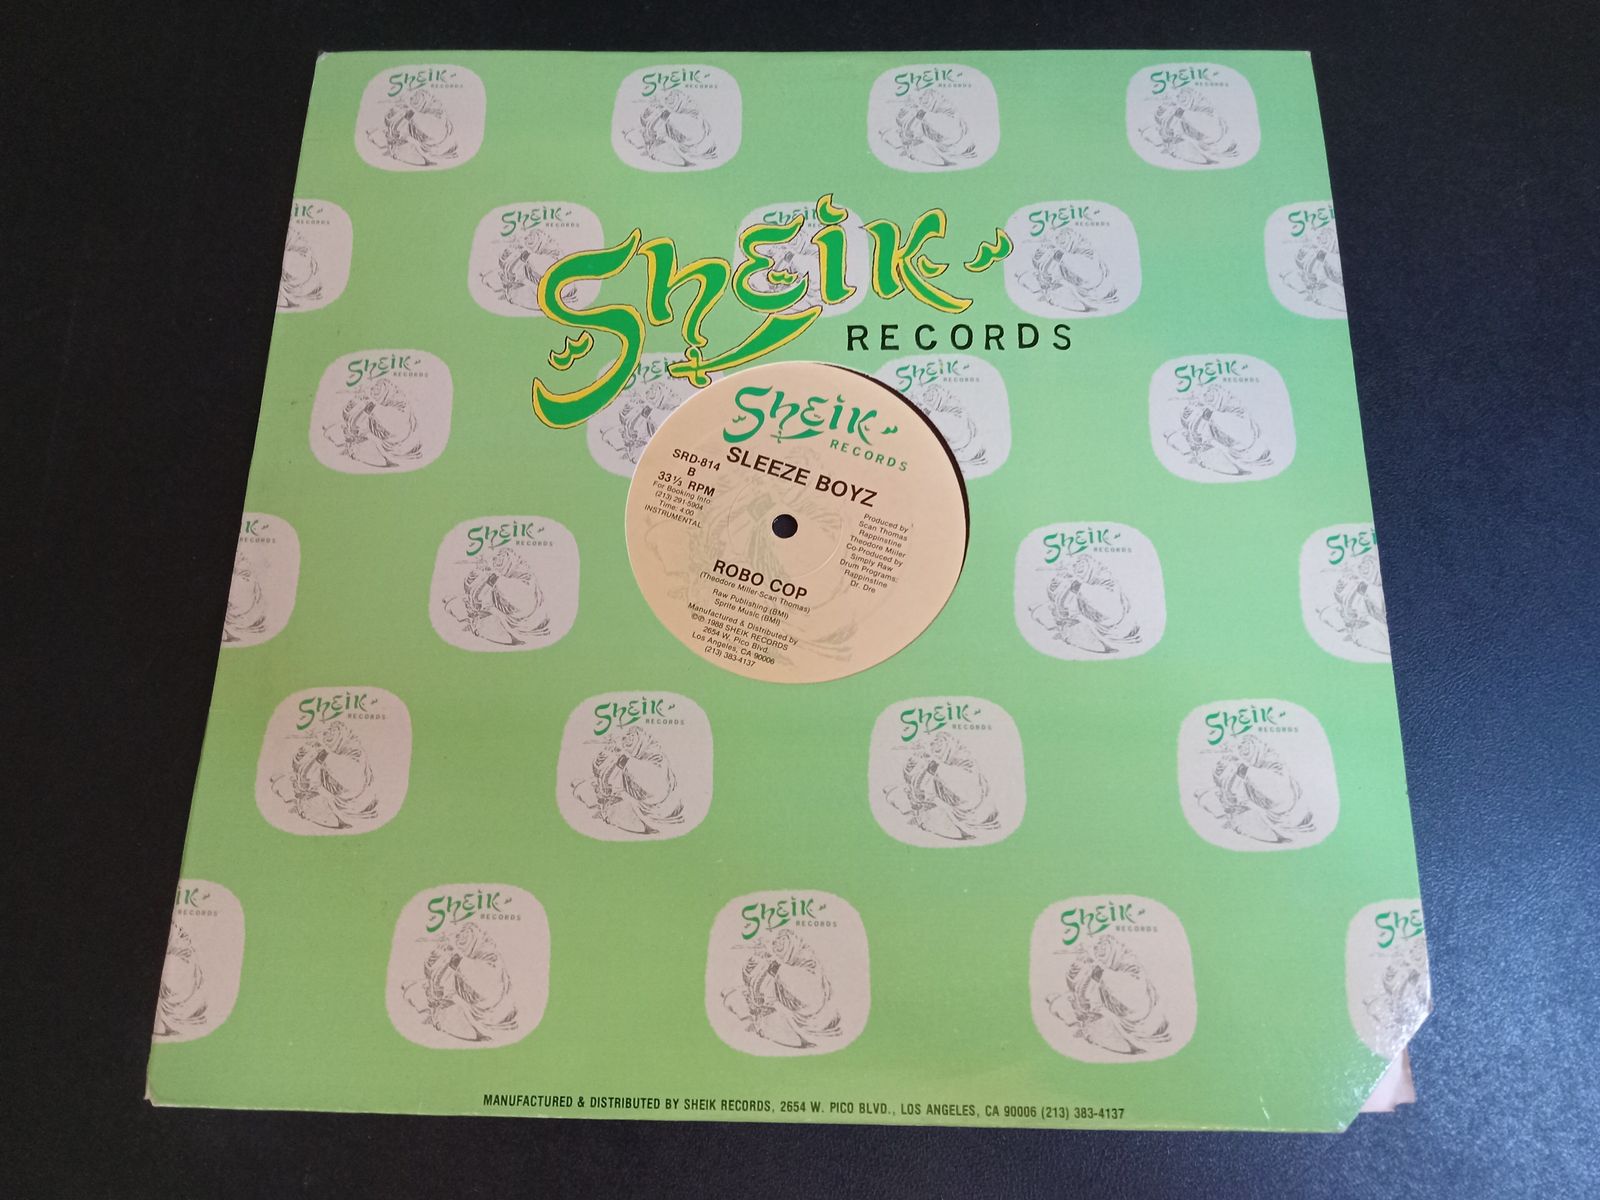 Sheik
RECORDS
Sheik
RECORDS
SLEEZE BOYZ
SRD-814
B
33⅓ RPM
For Booking Info:
(213) 291-5904
Time: 4:00
INSTRUMENTAL
Produced by
Scan Thomas
Rappinstine
Theodore Miller
Co-Produced by
Simply Raw
Drum Programs:
Rappinstine
Dr. Dre
ROBO COP
(Theodore Miller-Scan Thomas)
Raw Publishing (BMI)
Sprite Music (BMI)
Manufactured & Distributed by
©℗ 1988 SHEIK RECORDS
2654 W. Pico Blvd.
Los Angeles, CA 90006
(213) 383-4137
MANUFACTURED & DISTRIBUTED BY SHEIK RECORDS, 2654 W. PICO BLVD., LOS ANGELES, CA 90006 (213) 383-4137